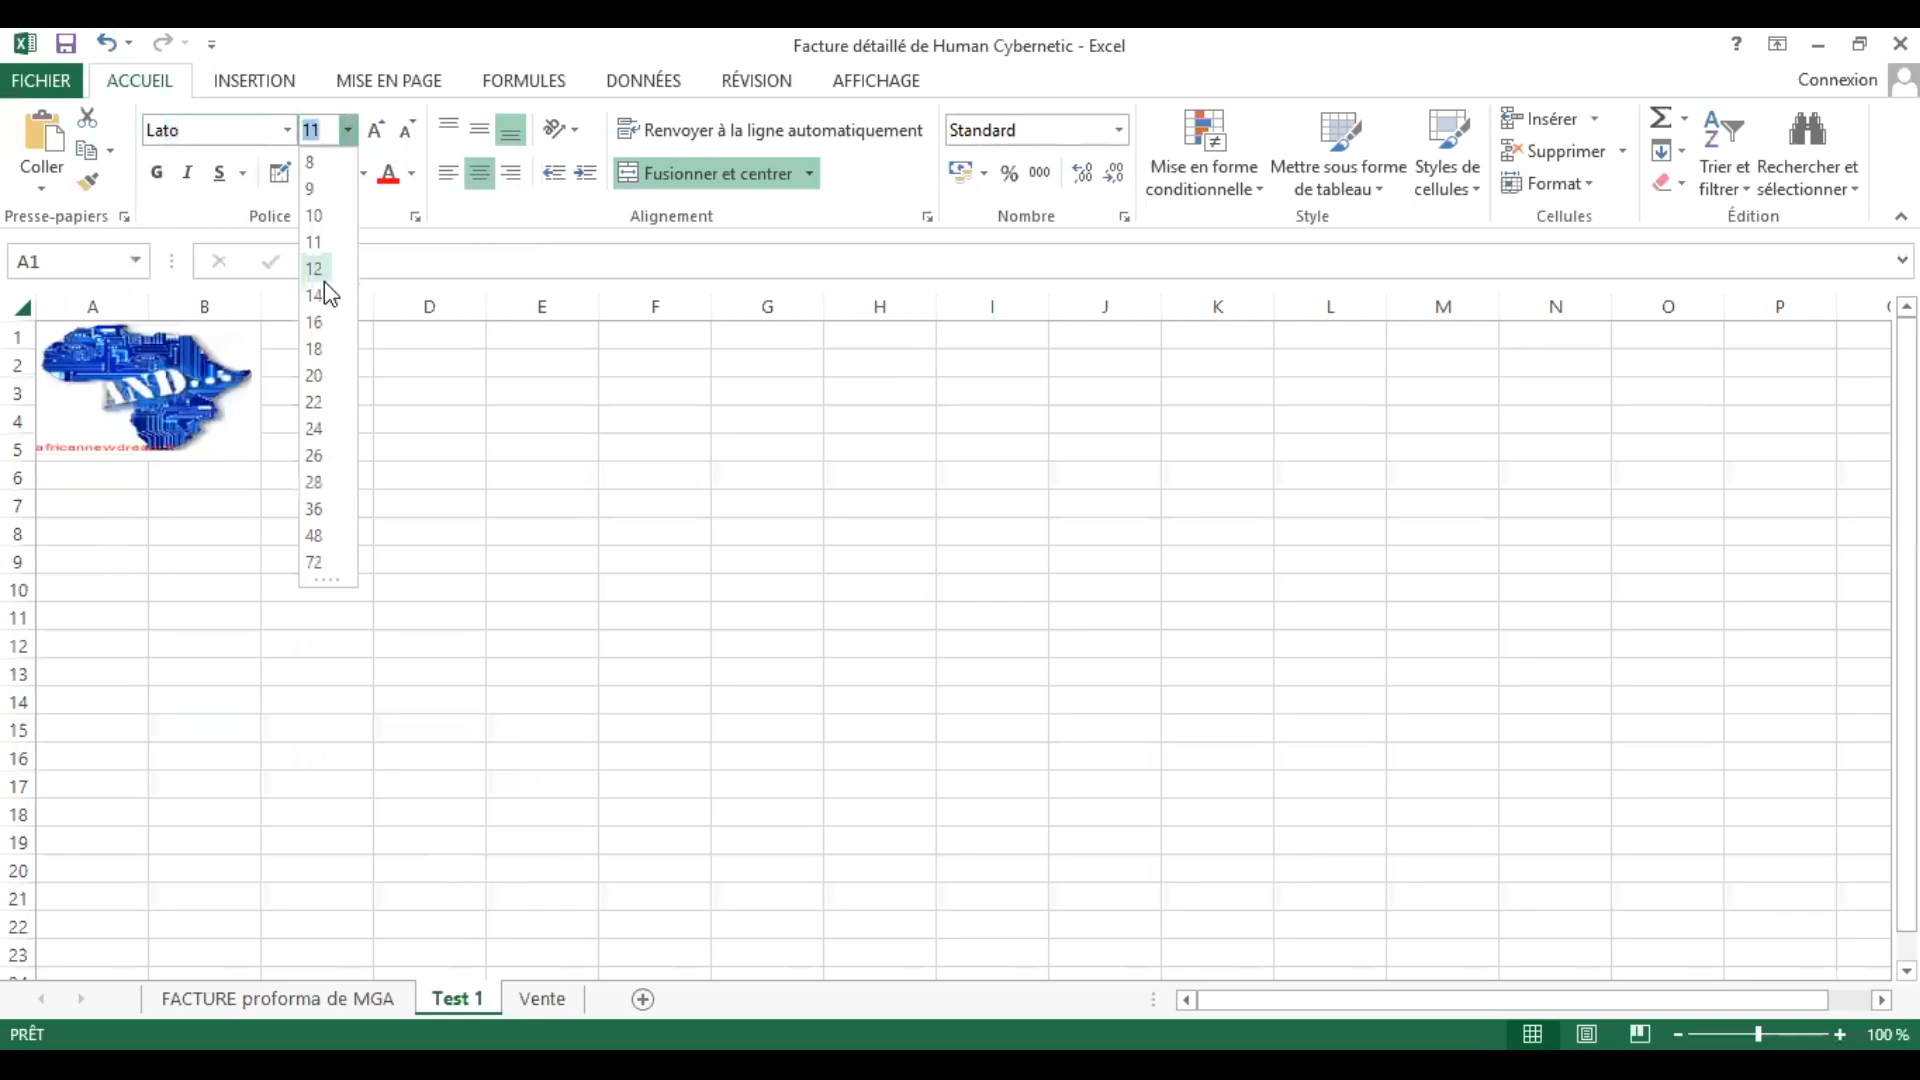 Facture détaillé de Human Cybernetic - Excel
?
FICHIER ACCUEIL INSERTION MISE EN PAGE FORMULES DONNÉES RÉVISION AFFICHAGE Connexion
Lato 11 Renvoyer à la ligne automatiquement Standard
Coller G I S A Fusionner et centrer % 000
Mise en forme conditionnelle
Mettre sous forme de tableau
Styles de cellules
Insérer
Supprimer
Format
Trier et filtrer
Rechercher et sélectionner
Presse-papiers Police Alignement Nombre Style Cellules Édition
8
9
10
11
12
14
16
18
20
22
24
26
28
36
48
72
A1
A B D E F G H I J K L M N O P
1
2
3
4
5
6
7
8
9
10
11
12
13
14
15
16
17
18
19
20
21
22
23
AND...
FACTURE proforma de MGA Test 1 Vente
PRÊT 100 %